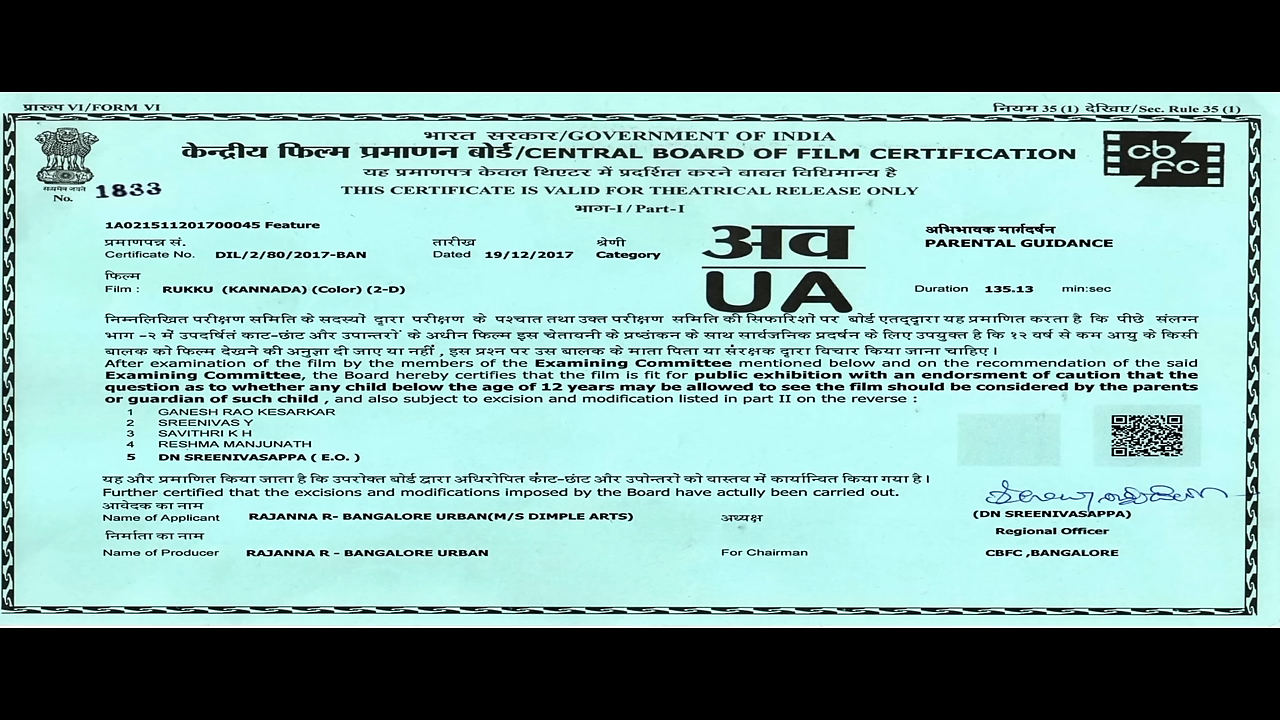 प्रारूप VI/FORM VI
नियम 35 (1) देखिए/Sec. Rule 35 (1)
भारत सरकार/GOVERNMENT OF INDIA
केन्द्रीय फिल्म प्रमाणन बोर्ड/CENTRAL BOARD OF FILM CERTIFICATION
cbfc
यह प्रमाणपत्र केवल थिएटर में प्रदर्शित करने बावत विधिमान्य है
सत्यमेव जयते
No. 1833
THIS CERTIFICATE IS VALID FOR THEATRICAL RELEASE ONLY
भाग-I / Part-I
1A021511201700045 Feature
प्रमाणपत्र सं. तारीख श्रेणी अव अभिभावक मार्गदर्शन
Certificate No. DIL/2/80/2017-BAN Dated 19/12/2017 Category PARENTAL GUIDANCE
फिल्म
Film : RUKKU (KANNADA) (Color) (2-D) UA Duration 135.13 min:sec
निम्नलिखित परीक्षण समिति के सदस्यों द्वारा परीक्षण के पश्चात तथा उक्त परीक्षण समिति की सिफारिशों पर बोर्ड एतद्द्वारा यह प्रमाणित करता है कि पीछे संलग्न
भाग -२ में उपदर्शित काट-छांट और उपान्तरों के अधीन फिल्म इस चेतावनी के प्रष्ठांकन के साथ सार्वजनिक प्रदर्शन के लिए उपयुक्त है कि १२ वर्ष से कम आयु के किसी
बालक को फिल्म देखने की अनुज्ञा दी जाए या नहीं , इस प्रश्न पर उस बालक के माता पिता या संरक्षक द्वारा विचार किया जाना चाहिए।
After examination of the film by the members of the Examining Committee mentioned below and on the recommendation of the said
Examining Committee, the Board hereby certifies that the film is fit for public exhibition with an endorsment of caution that the
question as to whether any child below the age of 12 years may be allowed to see the film should be considered by the parents
or guardian of such child , and also subject to excision and modification listed in part II on the reverse :
1 GANESH RAO KESARKAR
2 SREENIVAS Y
3 SAVITHRI K H
4 RESHMA MANJUNATH
5 DN SREENIVASAPPA ( E.O. )
यह और प्रमाणित किया जाता है कि उपरोक्त बोर्ड द्वारा अधिरोपित काट-छांट और उपोन्तरों को वास्तव में कार्यान्वित किया गया है।
Further certified that the excisions and modifications imposed by the Board have actully been carried out.
आवेदक का नाम
Name of Applicant RAJANNA R- BANGALORE URBAN(M/S DIMPLE ARTS) अध्यक्ष (DN SREENIVASAPPA)
निर्माता का नाम Regional Officer
Name of Producer RAJANNA R - BANGALORE URBAN For Chairman CBFC ,BANGALORE